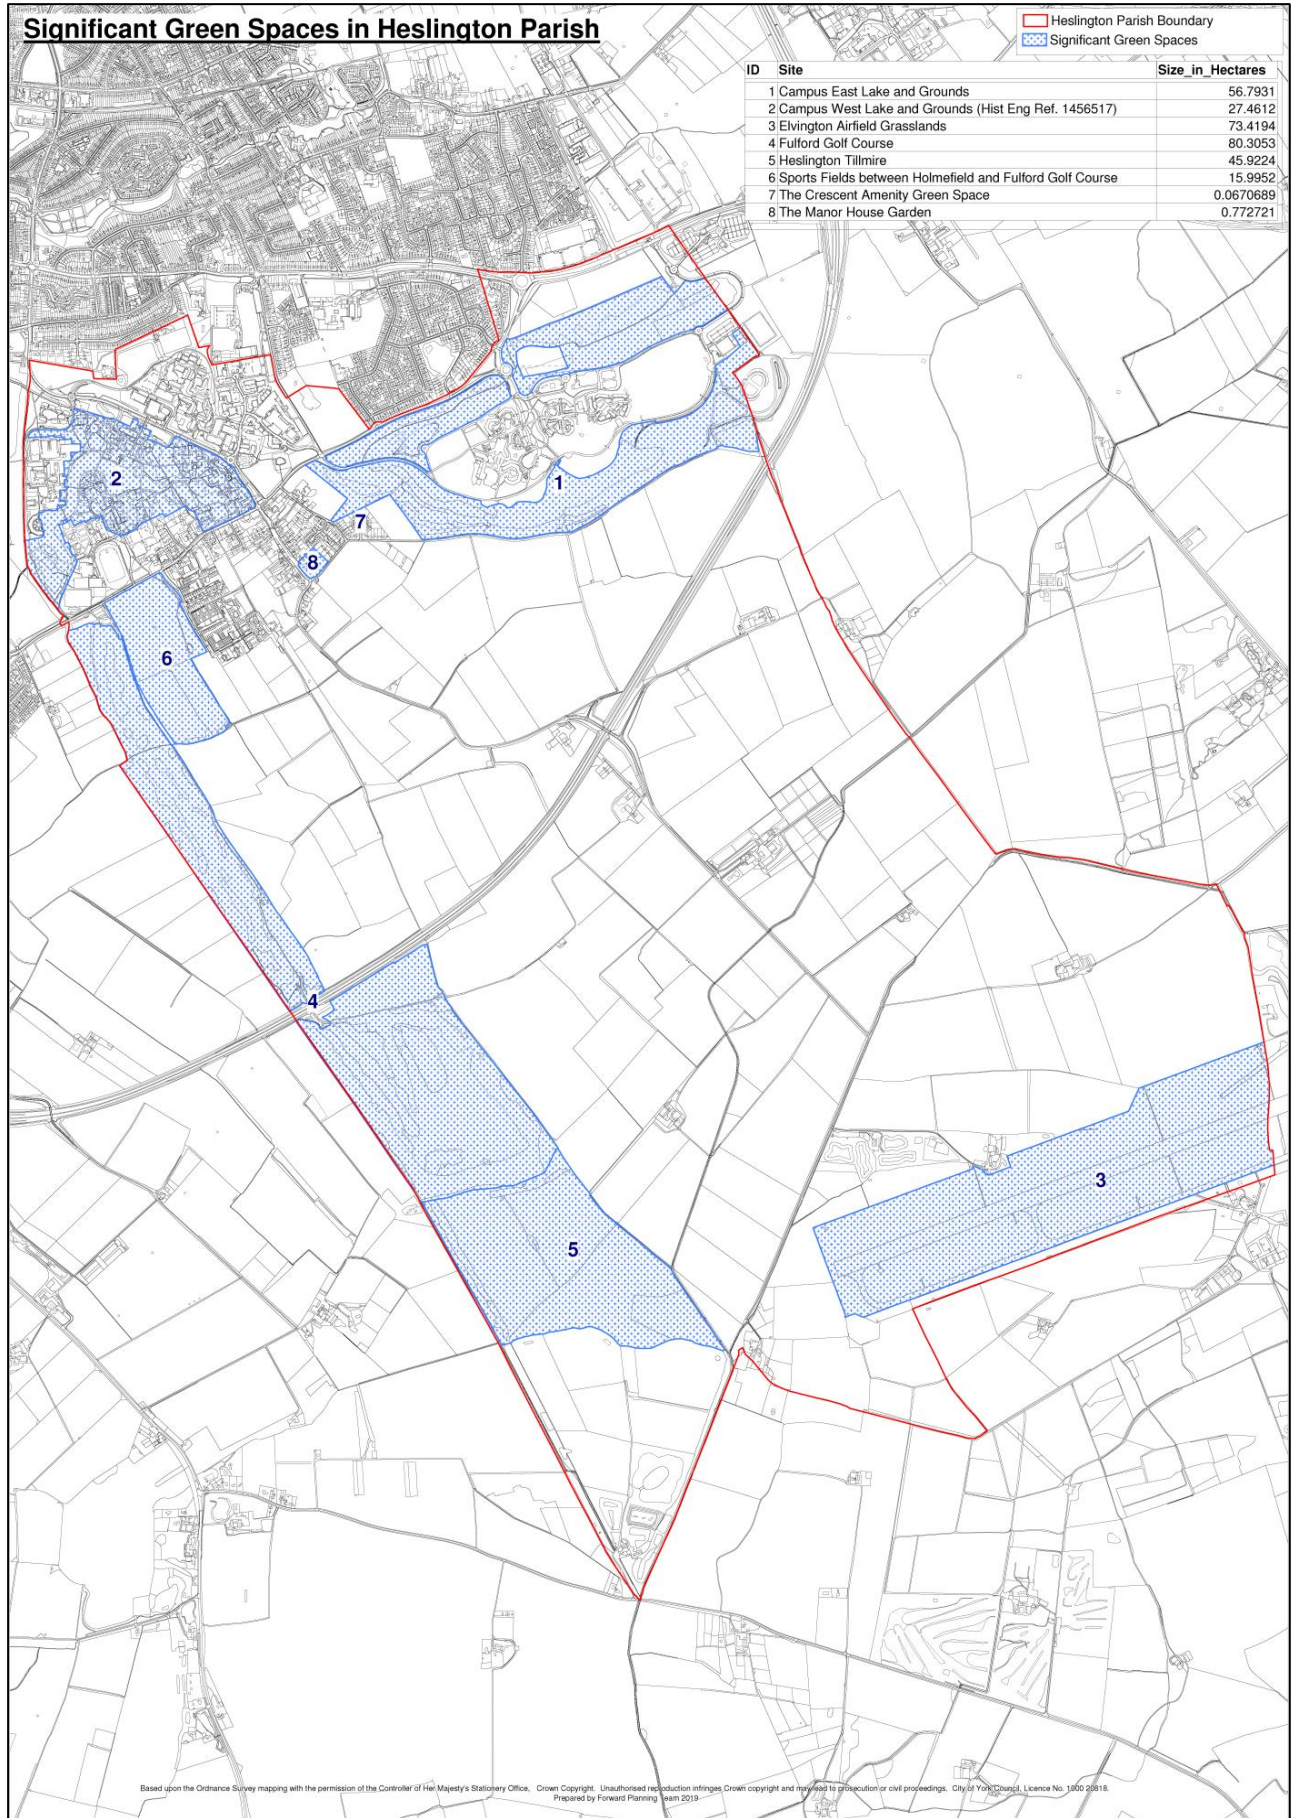 Significant Green Spaces in Heslington Parish
Heslington Parish Boundary
Significant Green Spaces
ID Site Size_in_Hectares
1 Campus East Lake and Grounds 56.7931
2 Campus West Lake and Grounds (Hist Eng Ref. 1456517) 27.4612
3 Elvington Airfield Grasslands 73.4194
4 Fulford Golf Course 80.3053
5 Heslington Tillmire 45.9224
6 Sports Fields between Holmefield and Fulford Golf Course 15.9952
7 The Crescent Amenity Green Space 0.0670689
8 The Manor House Garden 0.772721
2
1
7
8
6
4
3
5
Based upon the Ordnance Survey mapping with the permission of the Controller of Her Majesty's Stationery Office, Crown Copyright. Unauthorised reproduction infringes Crown copyright and may lead to prosecution or civil proceedings. City of York Council, Licence No. 1000 20818.
Prepared by Forward Planning Team 2019